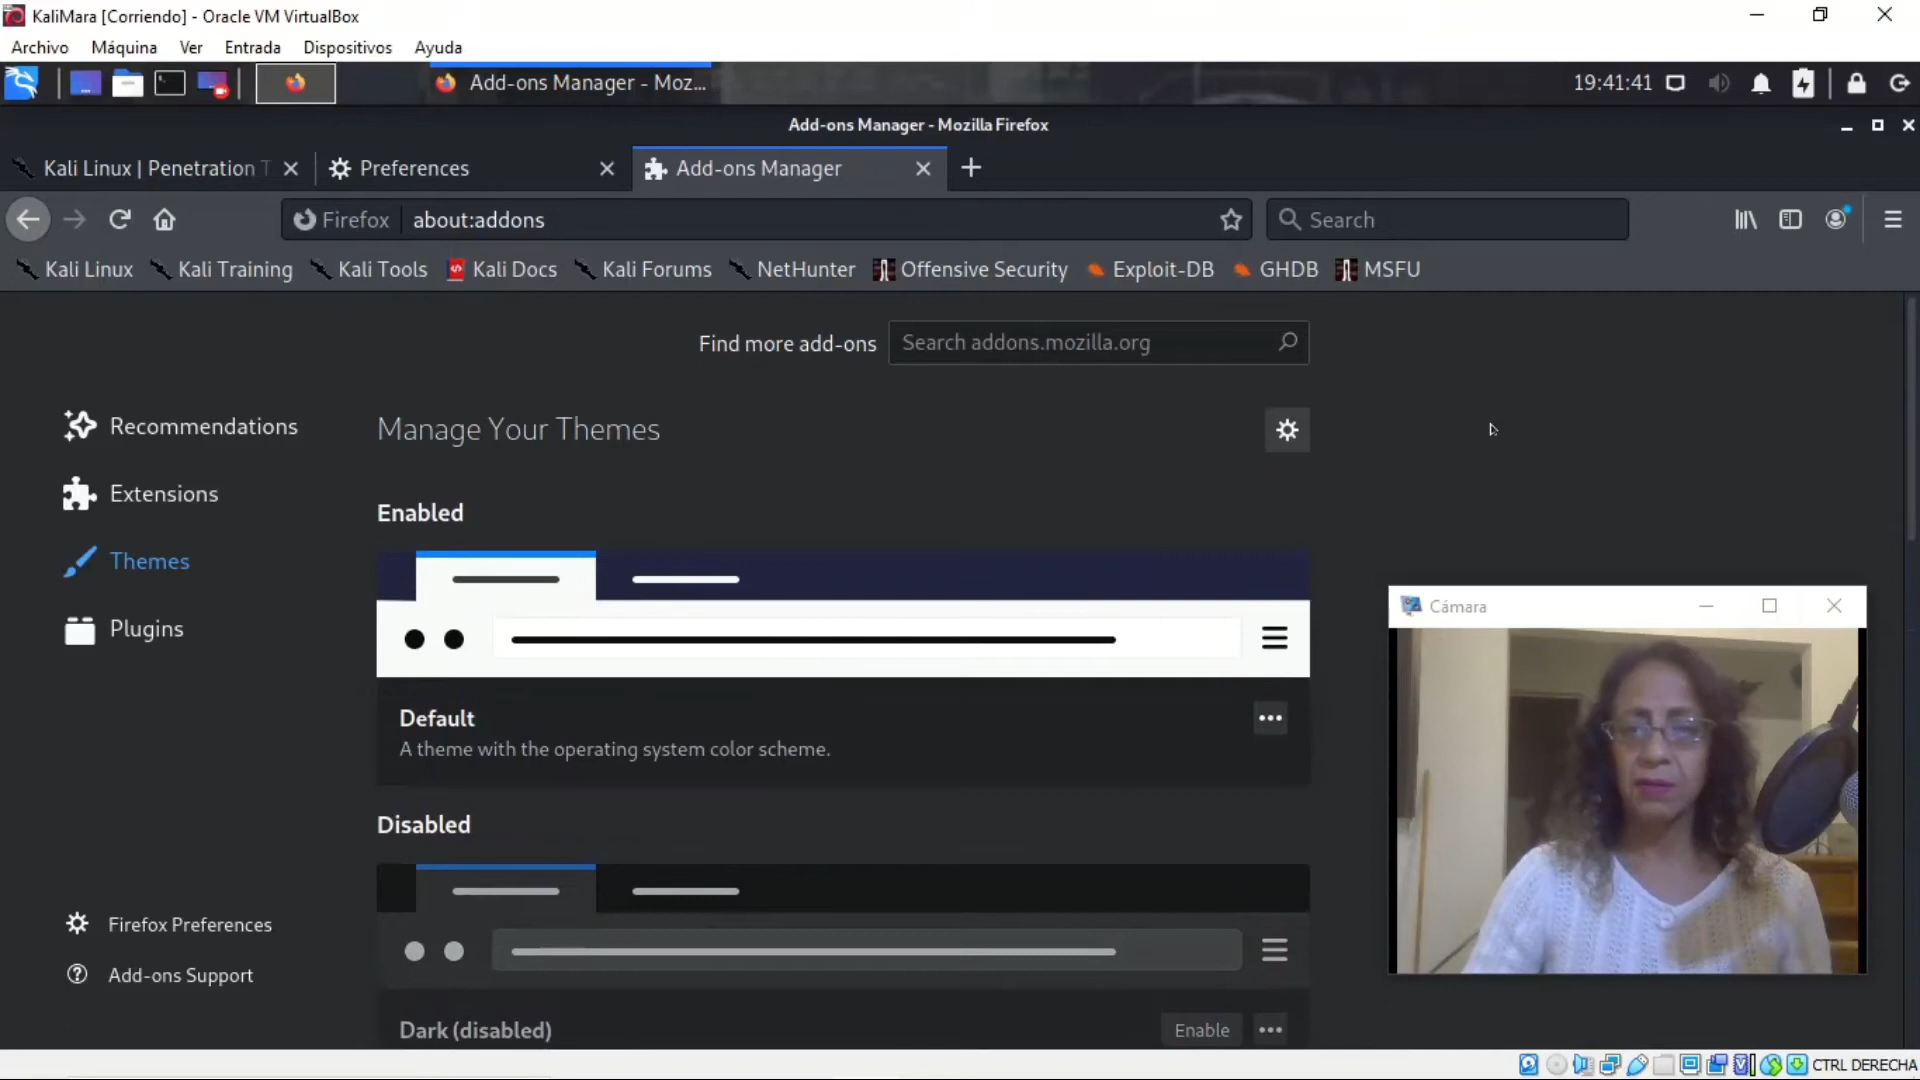 KaliMara [Corriendo] - Oracle VM VirtualBox
Archivo Máquina Ver Entrada Dispositivos Ayuda
Add-ons Manager - Moz... 19:41:41
Add-ons Manager - Mozilla Firefox
Kali Linux | Penetration T Preferences Add-ons Manager
Firefox about:addons Search
Kali Linux Kali Training Kali Tools Kali Docs Kali Forums NetHunter Offensive Security Exploit-DB GHDB MSFU
Find more add-ons Search addons.mozilla.org
Recommendations
Extensions
Themes
Plugins
Firefox Preferences
Add-ons Support
Manage Your Themes
Enabled
Default
A theme with the operating system color scheme.
Disabled
Dark (disabled) Enable
Cámara
CTRL DERECHA